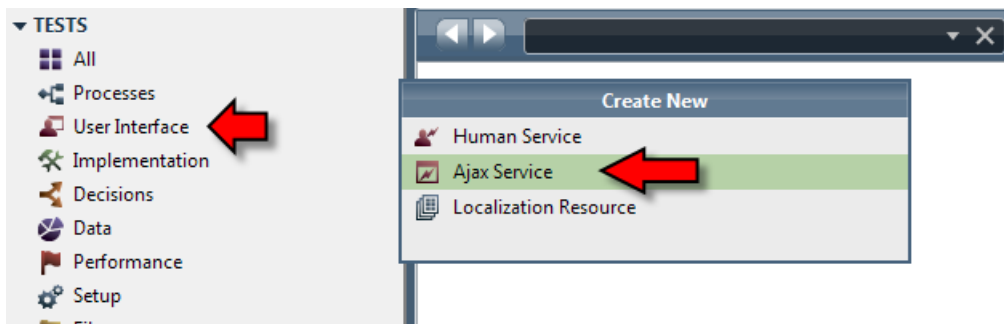 TESTS
All
Processes
User Interface
Implementation
Decisions
Data
Performance
Setup
Create New
Human Service
Ajax Service
Localization Resource